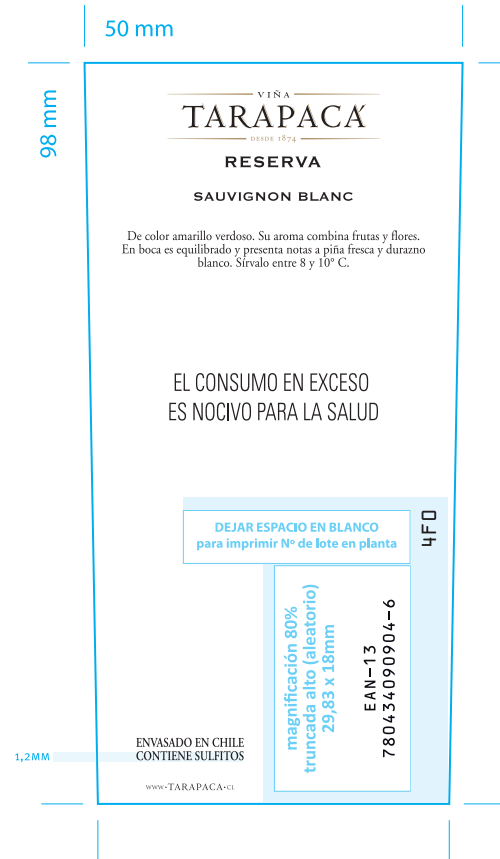 50 mm
98 mm
VIÑA
TARAPACÁ
DESDE 1874
RESERVA
SAUVIGNON BLANC
De color amarillo verdoso. Su aroma combina frutas y flores.
En boca es equilibrado y presenta notas a piña fresca y durazno
blanco. Sírvalo entre 8 y 10° C.
EL CONSUMO EN EXCESO
ES NOCIVO PARA LA SALUD
DEJAR ESPACIO EN BLANCO
para imprimir Nº de lote en planta
4FO
magnificación 80%
truncada alto (aleatorio)
29,83 x 18mm
EAN-13
780434090904-6
ENVASADO EN CHILE
CONTIENE SULFITOS
1,2MM
WWW·TARAPACA·CL